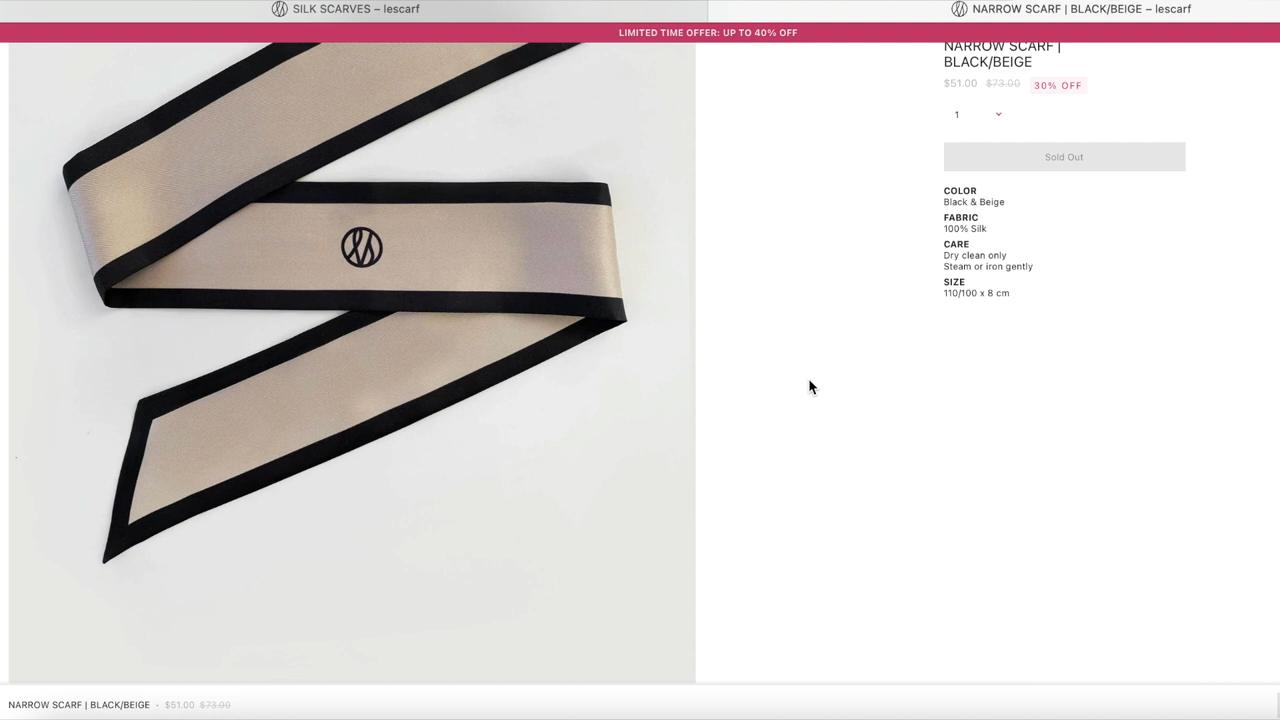 SILK SCARVES – lescarf
NARROW SCARF | BLACK/BEIGE – lescarf
LIMITED TIME OFFER: UP TO 40% OFF
NARROW SCARF |
BLACK/BEIGE
$51.00 $73.00 30% OFF
1
Sold Out
COLOR
Black & Beige
FABRIC
100% Silk
CARE
Dry clean only
Steam or iron gently
SIZE
110/100 x 8 cm
NARROW SCARF | BLACK/BEIGE - $51.00 $73.00